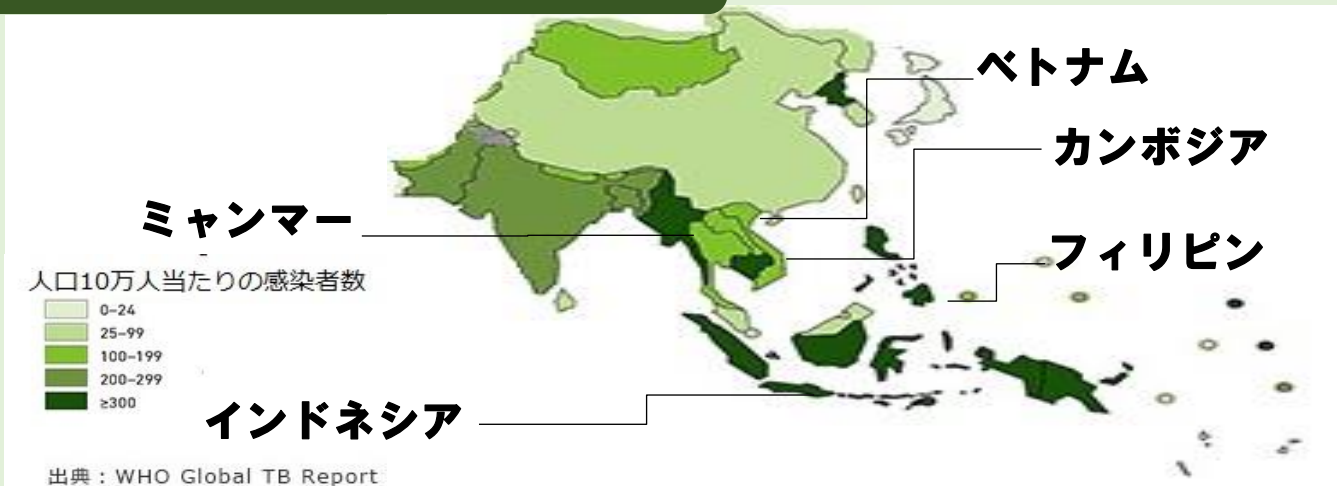 ベトナム
カンボジア
ミャンマー
フィリピン
人口10万人当たりの感染者数
0–24
25–99
100–199
200–299
≥300
インドネシア
出典：WHO Global TB Report